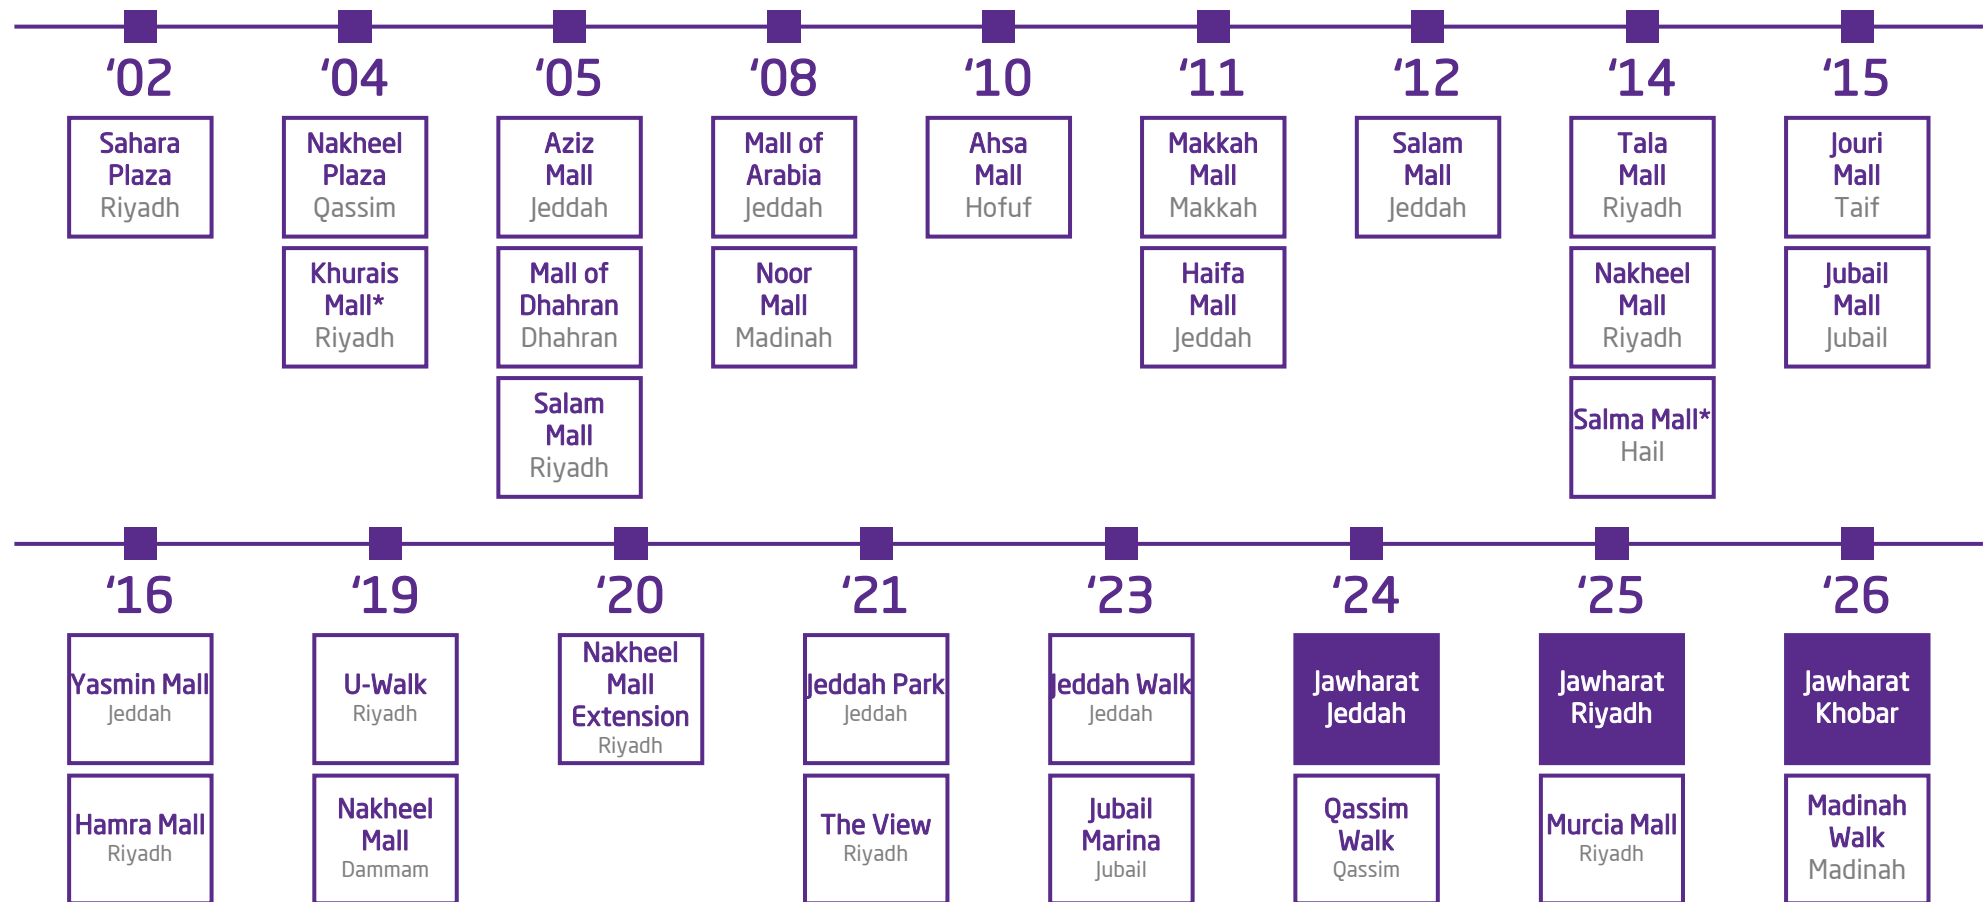 ‘02
‘04
‘05
‘08
‘10
‘11
‘12
‘14
‘15
Sahara
Plaza
Riyadh
Nakheel
Plaza
Qassim
Khurais
Mall*
Riyadh
Aziz
Mall
Jeddah
Mall of
Dhahran
Dhahran
Salam
Mall
Riyadh
Mall of
Arabia
Jeddah
Noor
Mall
Madinah
Ahsa
Mall
Hofuf
Makkah
Mall
Makkah
Haifa
Mall
Jeddah
Salam
Mall
Jeddah
Tala
Mall
Riyadh
Nakheel
Mall
Riyadh
Salma Mall*
Hail
Jouri
Mall
Taif
Jubail
Mall
Jubail
‘16
‘19
‘20
‘21
‘23
‘24
‘25
‘26
Yasmin Mall
Jeddah
Hamra Mall
Riyadh
U-Walk
Riyadh
Nakheel
Mall
Dammam
Nakheel
Mall
Extension
Riyadh
Jeddah Park
Jeddah
The View
Riyadh
Jeddah Walk
Jeddah
Jubail
Marina
Jubail
Jawharat
Jeddah
Qassim
Walk
Qassim
Jawharat
Riyadh
Murcia Mall
Riyadh
Jawharat
Khobar
Madinah
Walk
Madinah